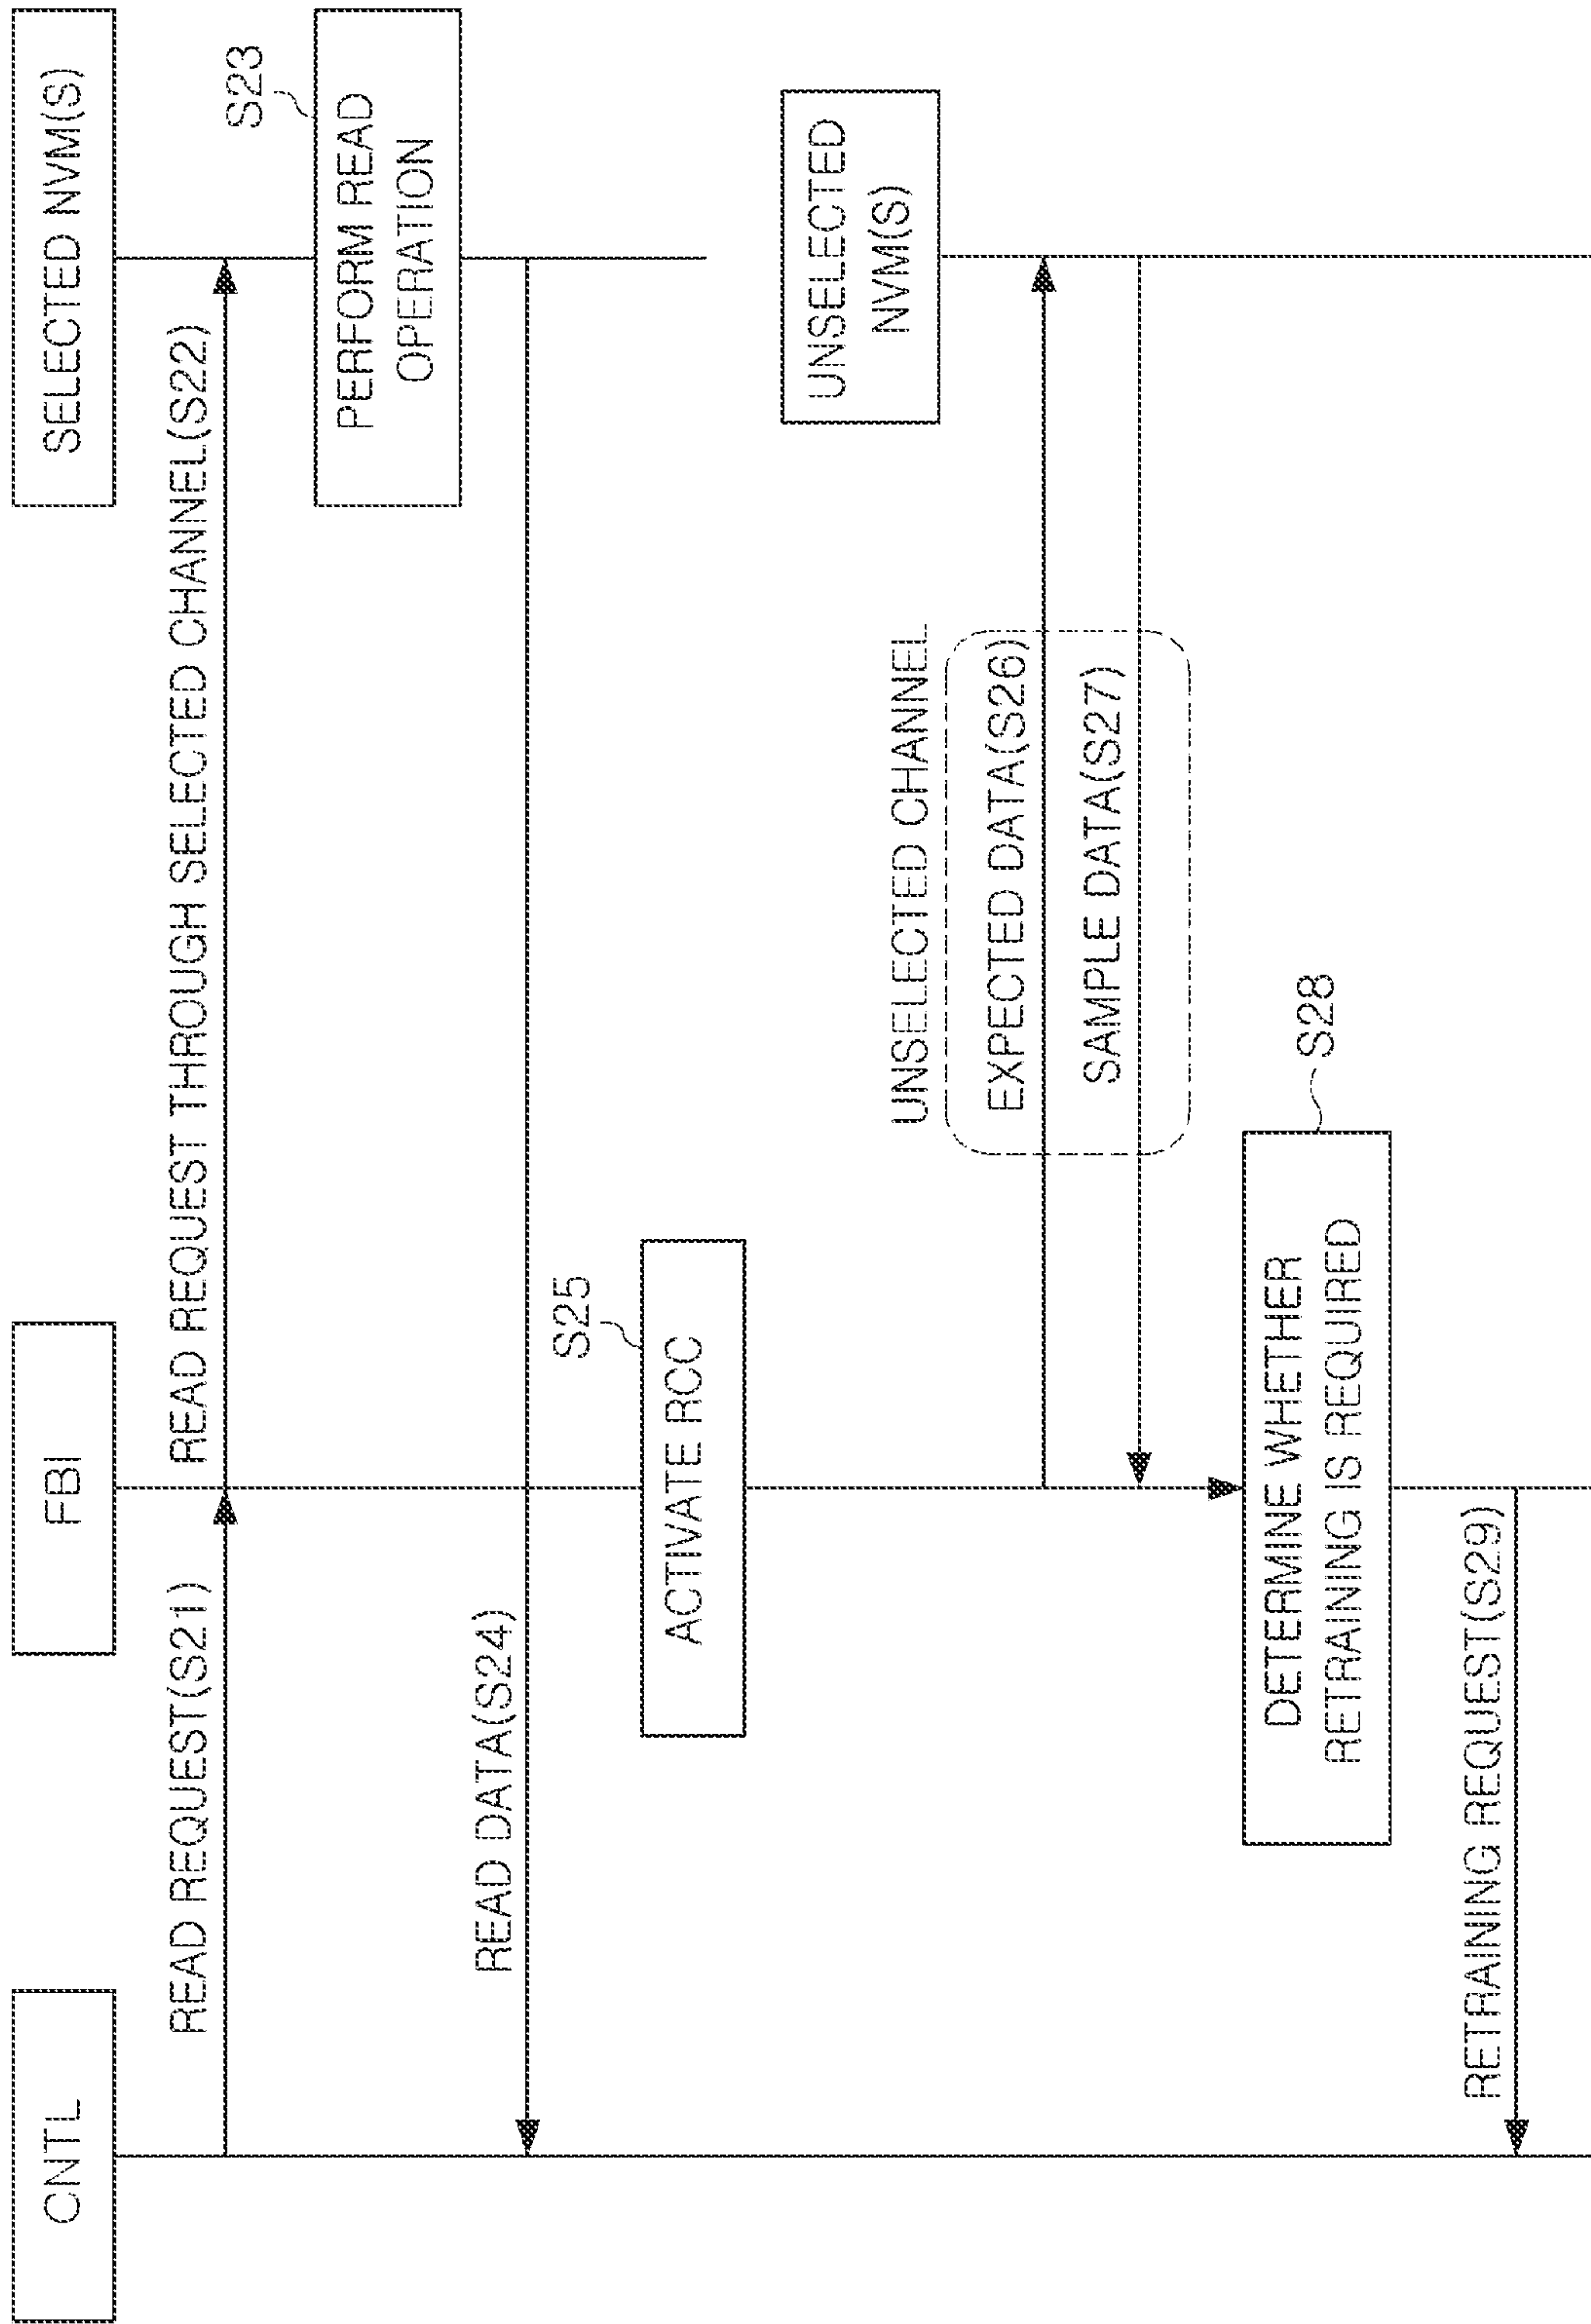 CNTL
FBI
SELECTED NVM(S)
READ REQUEST(S21)
READ REQUEST THROUGH SELECTED CHANNEL(S22)
S23
PERFORM READ
OPERATION
READ DATA(S24)
S25
ACTIVATE RCC
UNSELECTED
NVM(S)
UNSELECTED CHANNEL
EXPECTED DATA(S26)
SAMPLE DATA(S27)
S28
DETERMINE WHETHER
RETRAINING IS REQUIRED
RETRAINING REQUEST(S29)